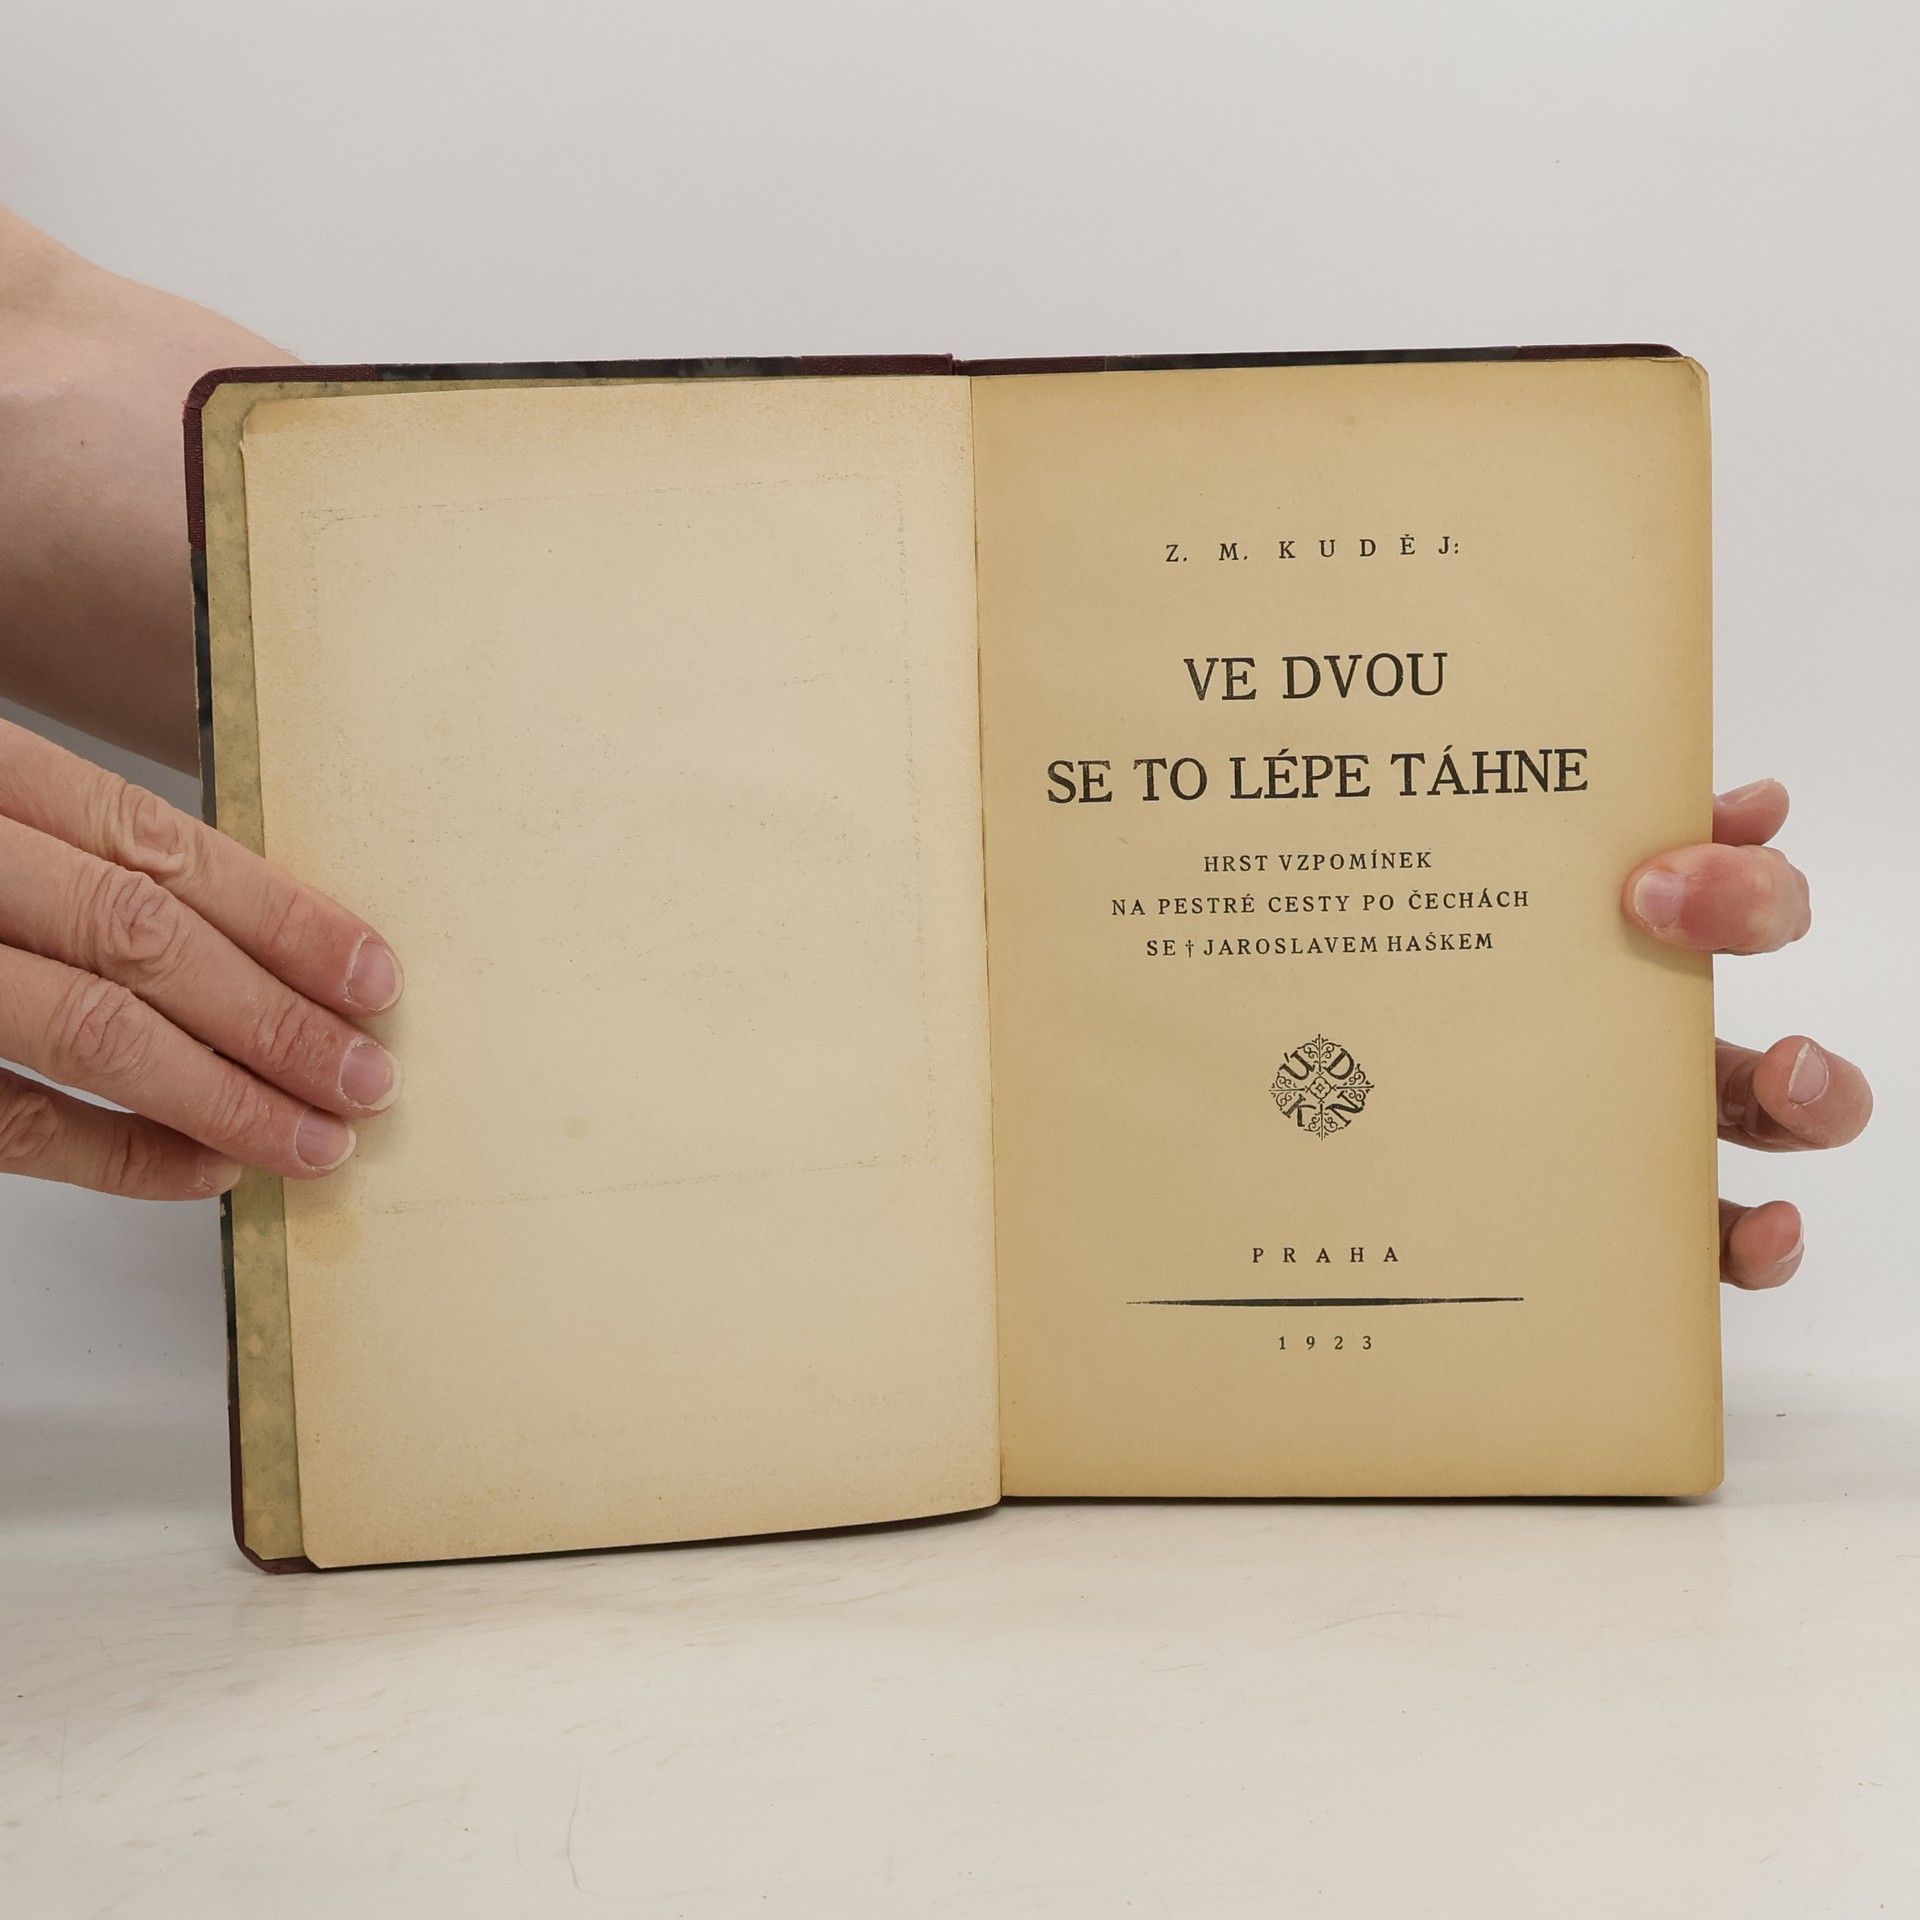 Z. M. KUDĚJ:
VE DVOU
SE TO LÉPE TÁHNE
HRST VZPOMÍNEK
NA PESTRÉ CESTY PO ČECHÁCH
SE † JAROSLAVEM HAŠKEM
Ú D
K N
PRAHA
1923